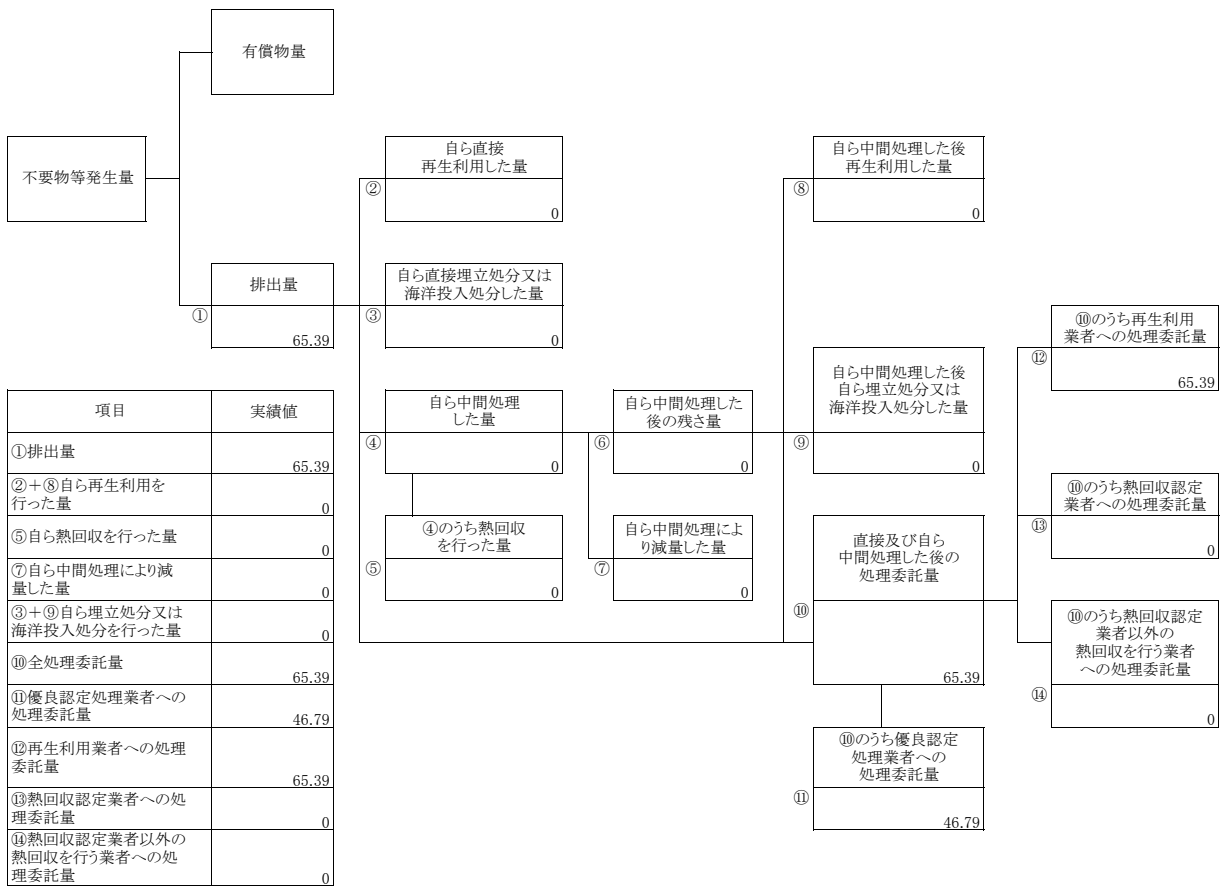 有償物量
不要物等発生量
自ら直接
再生利用した量
②
0
自ら中間処理した後
再生利用した量
⑧
0
排出量
①
65.39
自ら直接埋立処分又は
海洋投入処分した量
③
0
⑩のうち再生利用
業者への処理委託量
⑫
65.39
自ら中間処理
した量
④
0
自ら中間処理した
後の残さ量
⑥
0
自ら中間処理した後
自ら埋立処分又は
海洋投入処分した量
⑨
0
⑩のうち熱回収認定
業者への処理委託量
⑬
0
④のうち熱回収
を行った量
⑤
0
自ら中間処理によ
り減量した量
⑦
0
直接及び自ら
中間処理した後の
処理委託量
⑩
65.39
⑩のうち熱回収認定
業者以外の
熱回収を行う業者
への処理委託量
⑭
0
⑩のうち優良認定
処理業者への
処理委託量
⑪
46.79
項目 実績値
①排出量
65.39
②+⑧自ら再生利用を
行った量
0
⑤自ら熱回収を行った量
0
⑦自ら中間処理により減
量した量
0
③+⑨自ら埋立処分又は
海洋投入処分を行った量
0
⑩全処理委託量
65.39
⑪優良認定処理業者への
処理委託量
46.79
⑫再生利用業者への処理
委託量
65.39
⑬熱回収認定業者への処
理委託量
0
⑭熱回収認定業者以外の
熱回収を行う業者への処
理委託量
0